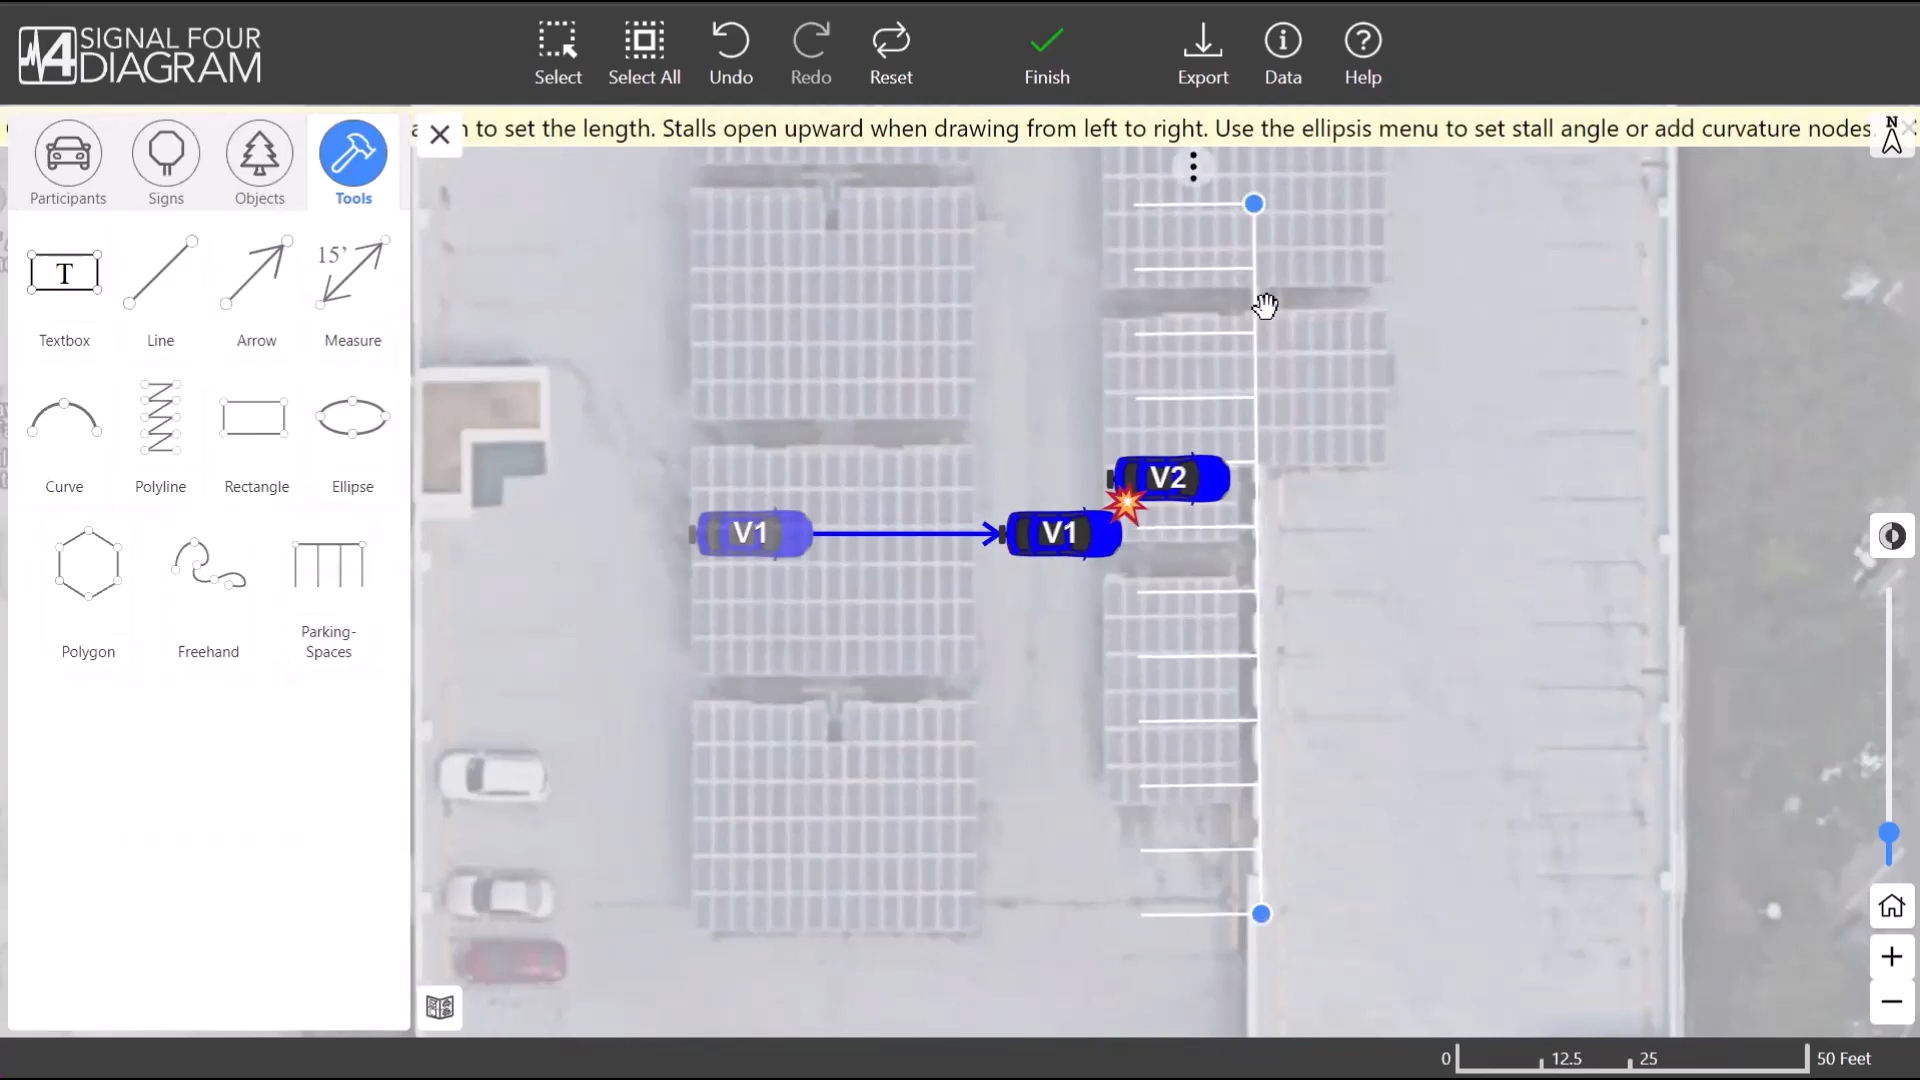 SIGNAL FOUR
DIAGRAM
Select
Select All
Undo
Redo
Reset
Finish
Export
Data
Help
to set the length. Stalls open upward when drawing from left to right. Use the ellipsis menu to set stall angle or add curvature nodes.
N
Participants
Signs
Objects
Tools
T
15'
Textbox
Line
Arrow
Measure
Curve
Polyline
Rectangle
Ellipse
Polygon
Freehand
Parking-
Spaces
V2
V1
V1
0
12.5
25
50 Feet